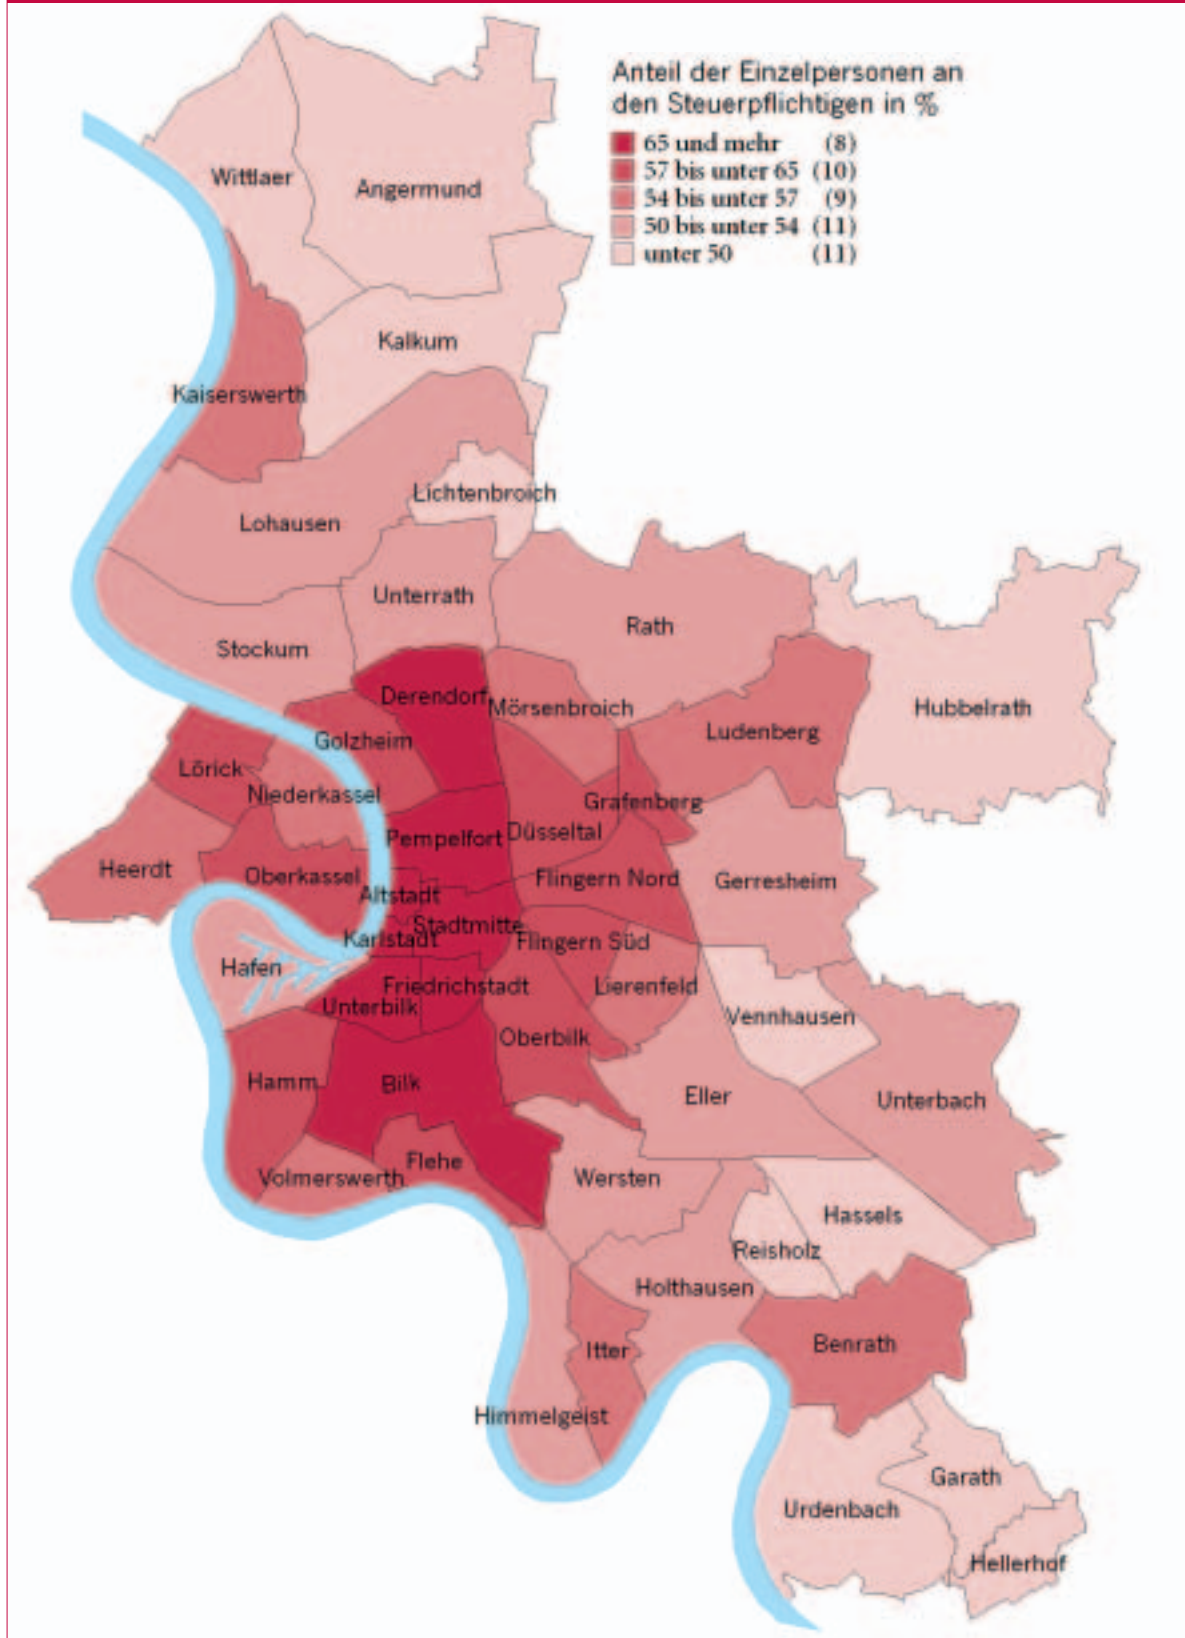 Anteil der Einzelpersonen an
den Steuerpflichtigen in %
65 und mehr (8)
57 bis unter 65 (10)
54 bis unter 57 (9)
50 bis unter 54 (11)
unter 50 (11)
Wittlaer
Angermund
Kalkum
Kaiserswerth
Lichtenbroich
Lohausen
Unterrath
Rath
Stockum
Derendorf
Mörsenbroich
Hubbelrath
Ludenberg
Golzheim
Lörick
Niederkassel
Grafenberg
Pempelfort
Düsseltal
Heerdt
Oberkassel
Flingern Nord
Gerresheim
Altstadt
Stadtmitte
Karlstadt
Flingern Süd
Hafen
Friedrichstadt
Lierenfeld
Unterbilk
Vennhausen
Oberbilk
Hamm
Bilk
Eller
Unterbach
Flehe
Volmerswerth
Wersten
Hassels
Reisholz
Holthausen
Itter
Benrath
Himmelgeist
Garath
Urdenbach
Hellerhof